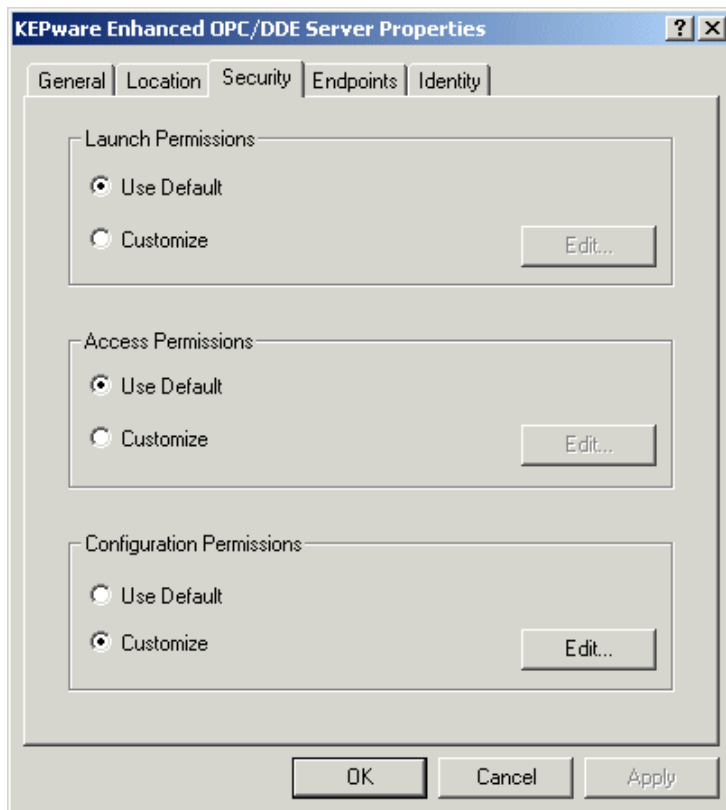 KEPware Enhanced OPC/DDE Server Properties
General Location Security Endpoints Identity
Launch Permissions
Use Default
Customize
Edit...
Access Permissions
Use Default
Customize
Edit...
Configuration Permissions
Use Default
Customize
Edit...
OK Cancel Apply